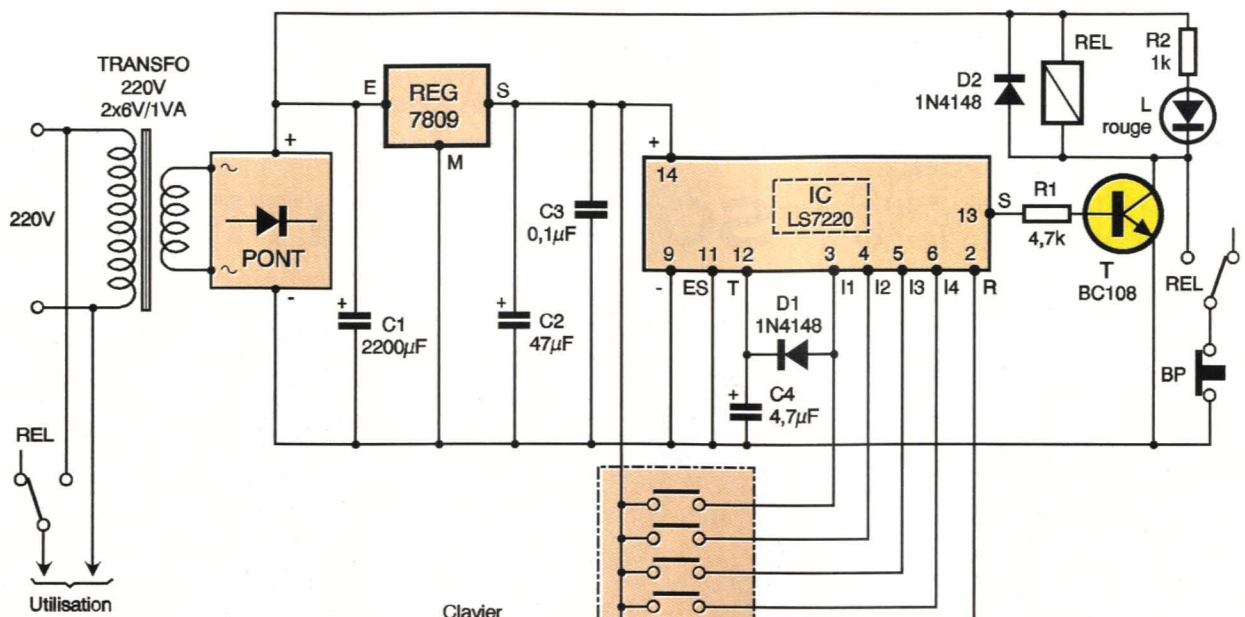 TRANSFO
220V
2x6V/1VA
220V
REL
Utilisation
~
~
+
-
PONT
E
REG
7809
S
M
+
C1
2200µF
+
C2
47µF
C3
0,1µF
+
14
IC
LS7220
13
S
9
11
12
3
4
5
6
2
-
ES
T
I1
I2
I3
I4
R
D1
1N4148
+
C4
4,7µF
R1
4,7k
T
BC108
D2
1N4148
REL
R2
1k
L
rouge
REL
BP
Clavier